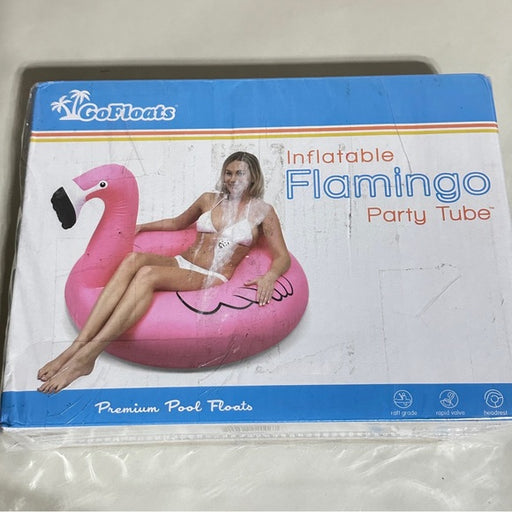 GoFloats
Inflatable
Flamingo
Party Tube™
Premium Pool Floats
raft grade
rapid valve
headrest